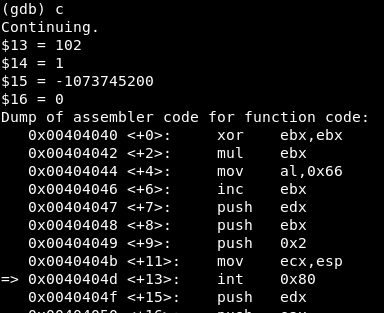 (gdb) c
Continuing.
$13 = 102
$14 = 1
$15 = -1073745200
$16 = 0
Dump of assembler code for function code:
   0x00404040 <+0>:     xor    ebx,ebx
   0x00404042 <+2>:     mul    ebx
   0x00404044 <+4>:     mov    al,0x66
   0x00404046 <+6>:     inc    ebx
   0x00404047 <+7>:     push   edx
   0x00404048 <+8>:     push   ebx
   0x00404049 <+9>:     push   0x2
   0x0040404b <+11>:    mov    ecx,esp
=> 0x0040404d <+13>:    int    0x80
   0x0040404f <+15>:    push   edx